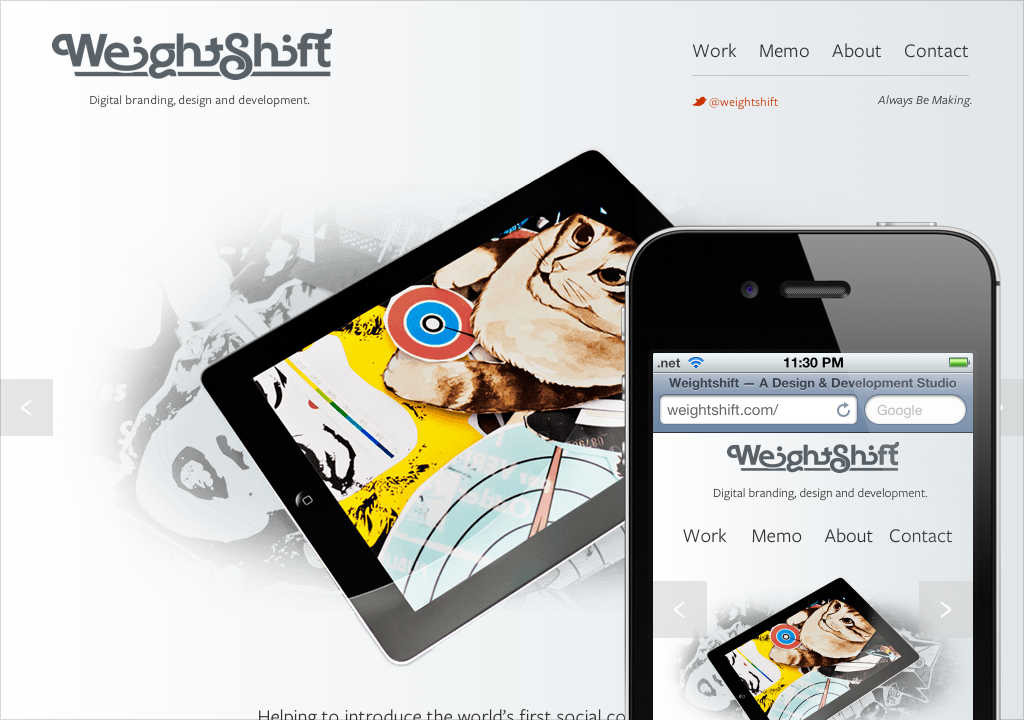 WeightShift
Digital branding, design and development.
Work Memo About Contact
@weightshift
Always Be Making.
.net 11:30 PM
Weightshift — A Design & Development Studio
weightshift.com/ Google
WeightShift
Digital branding, design and development.
Work Memo About Contact
Helping to introduce the world’s first social co